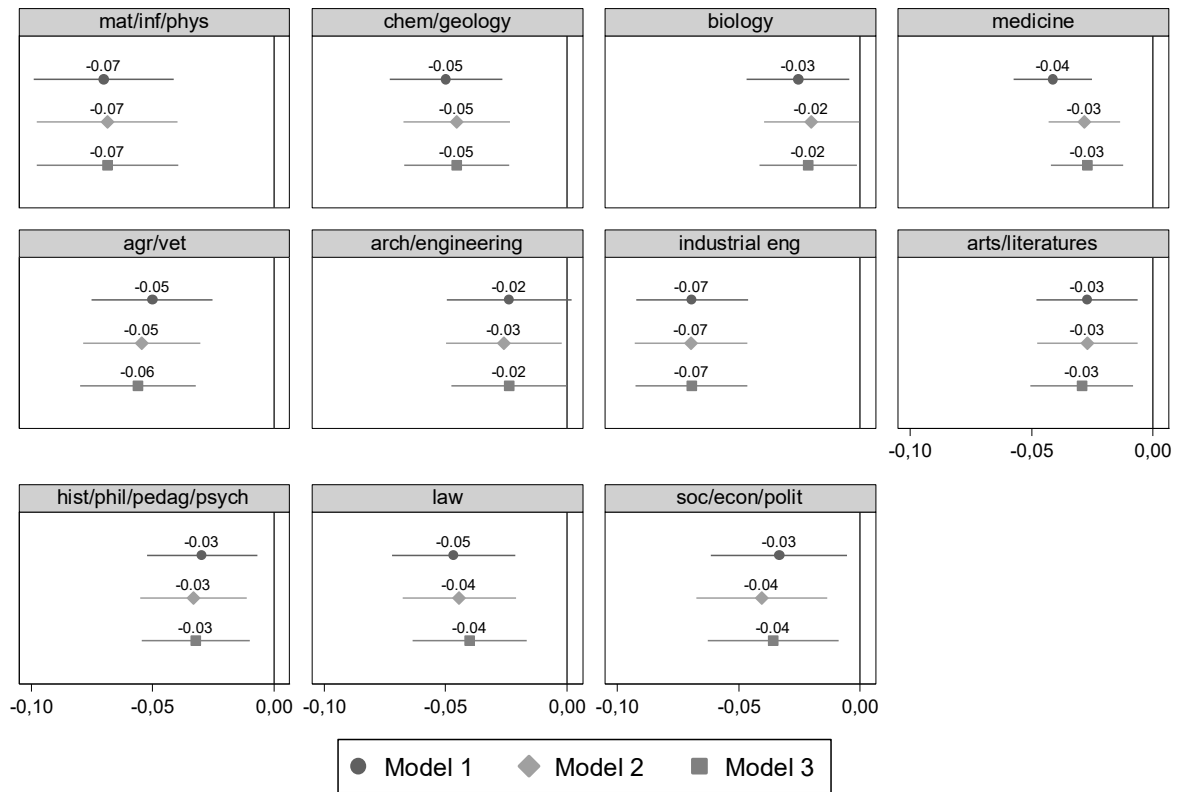 mat/inf/phys chem/geology biology medicine
-0.07 -0.05 -0.03 -0.04
-0.07 -0.05 -0.02 -0.03
-0.07 -0.05 -0.02 -0.03
agr/vet arch/engineering industrial eng arts/literatures
-0.05 -0.02 -0.07 -0.03
-0.05 -0.03 -0.07 -0.03
-0.06 -0.02 -0.07 -0.03
-0,10 -0,05 0,00
hist/phil/pedag/psych law soc/econ/polit
-0.03 -0.05 -0.03
-0.03 -0.04 -0.04
-0.03 -0.04 -0.04
-0,10 -0,05 0,00 -0,10 -0,05 0,00 -0,10 -0,05 0,00
Model 1 Model 2 Model 3